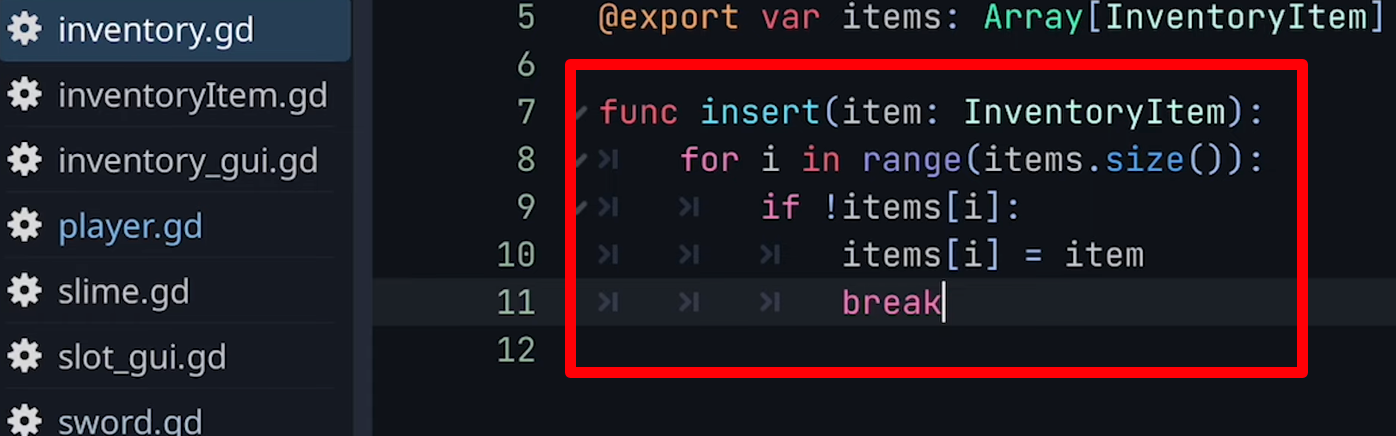 inventory.gd
inventoryItem.gd
inventory_gui.gd
player.gd
slime.gd
slot_gui.gd
sword.gd
5 @export var items: Array[InventoryItem]
6
7 func insert(item: InventoryItem):
8 for i in range(items.size()):
9 if !items[i]:
10 items[i] = item
11 break
12